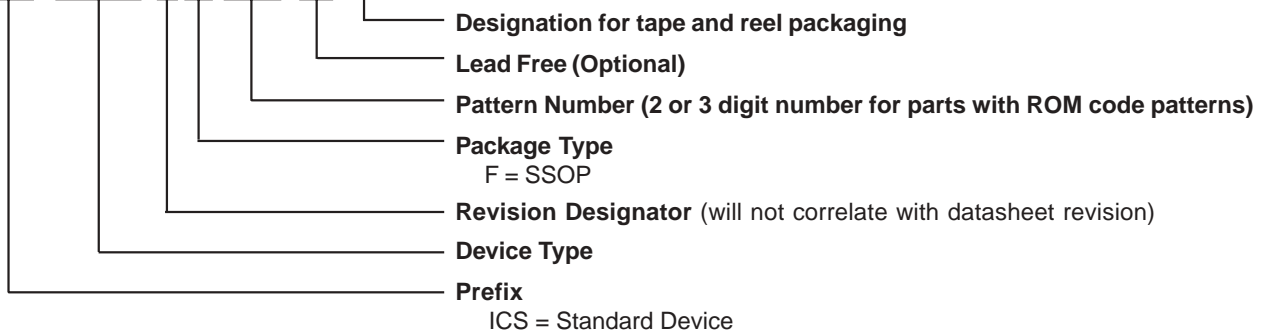 Designation for tape and reel packaging
Lead Free (Optional)
Pattern Number (2 or 3 digit number for parts with ROM code patterns)
Package Type
F = SSOP
Revision Designator (will not correlate with datasheet revision)
Device Type
Prefix
ICS = Standard Device